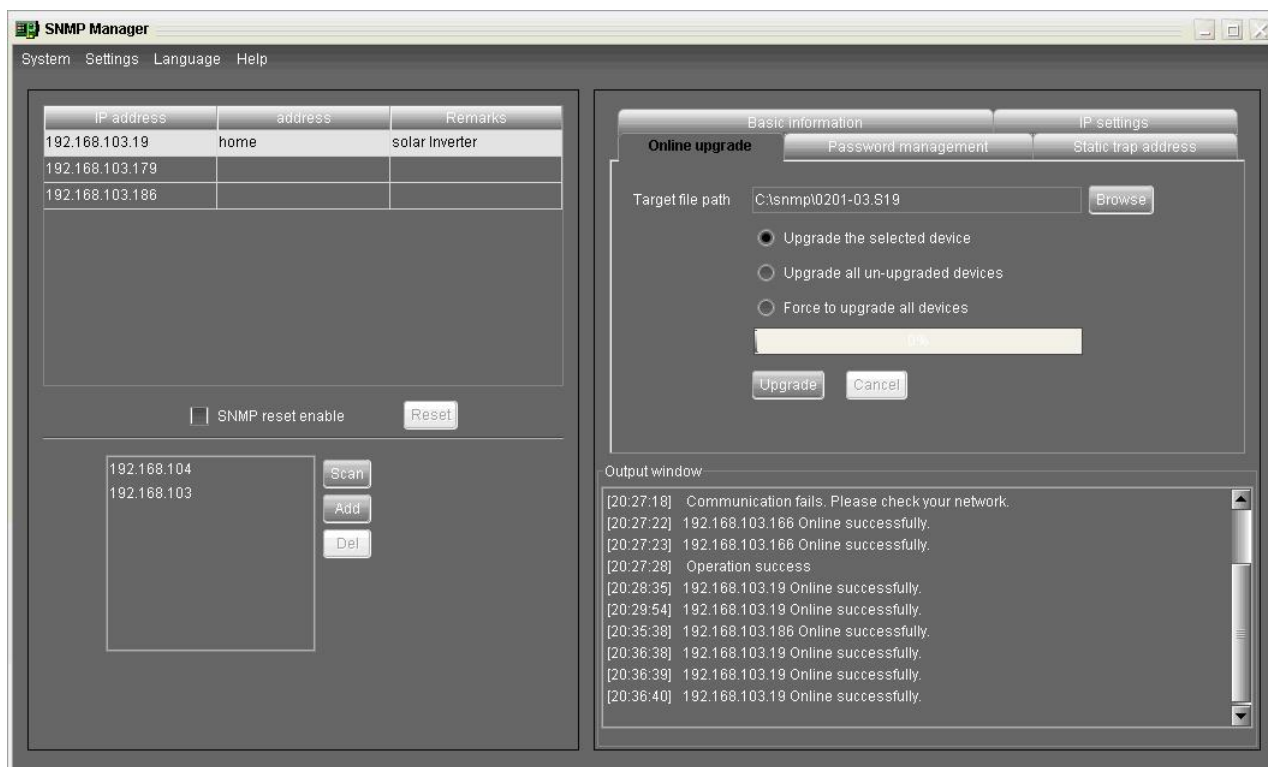 SNMP Manager
System Settings Language Help
IP address address Remarks
192.168.103.19 home solar Inverter
192.168.103.179
192.168.103.186
SNMP reset enable Reset
192.168.104
192.168.103
Scan
Add
Del
Basic information IP settings
Online upgrade Password management Static trap address
Target file path C:\snmp\0201-03.S19 Browse
Upgrade the selected device
Upgrade all un-upgraded devices
Force to upgrade all devices
0%
Upgrade Cancel
Output window
[20:27:18] Communication fails. Please check your network.
[20:27:22] 192.168.103.166 Online successfully.
[20:27:23] 192.168.103.166 Online successfully.
[20:27:28] Operation success
[20:28:35] 192.168.103.19 Online successfully.
[20:29:54] 192.168.103.19 Online successfully.
[20:35:38] 192.168.103.186 Online successfully.
[20:36:38] 192.168.103.19 Online successfully.
[20:36:39] 192.168.103.19 Online successfully.
[20:36:40] 192.168.103.19 Online successfully.